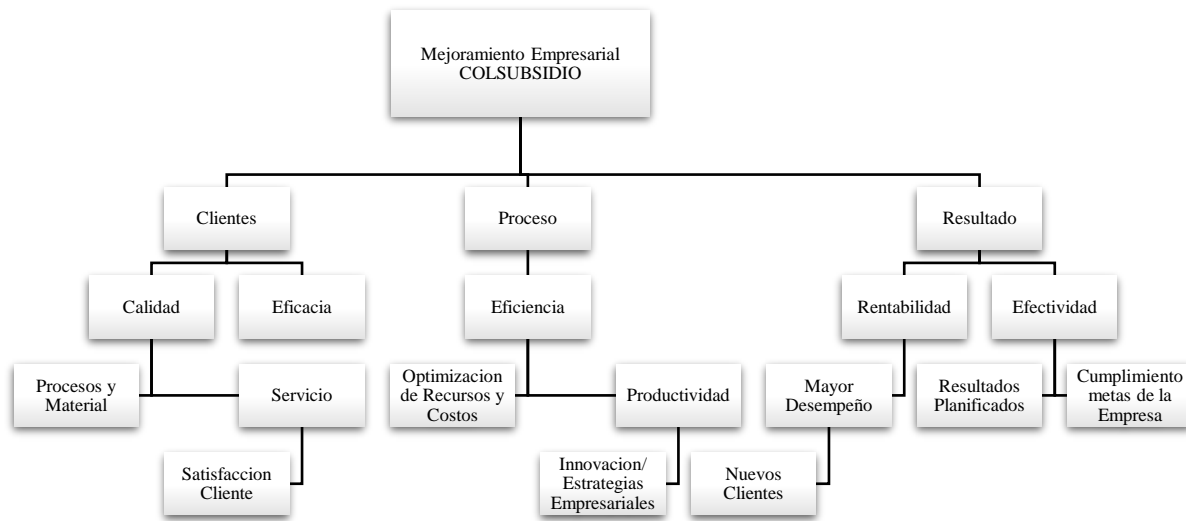 Mejoramiento Empresarial
COLSUBSIDIO
Clientes
Proceso
Resultado
Calidad
Eficacia
Eficiencia
Rentabilidad
Efectividad
Procesos y
Material
Servicio
Optimizacion
de Recursos y
Costos
Productividad
Mayor
Desempeño
Resultados
Planificados
Cumplimiento
metas de la
Empresa
Satisfaccion
Cliente
Innovacion/
Estrategias
Empresariales
Nuevos
Clientes